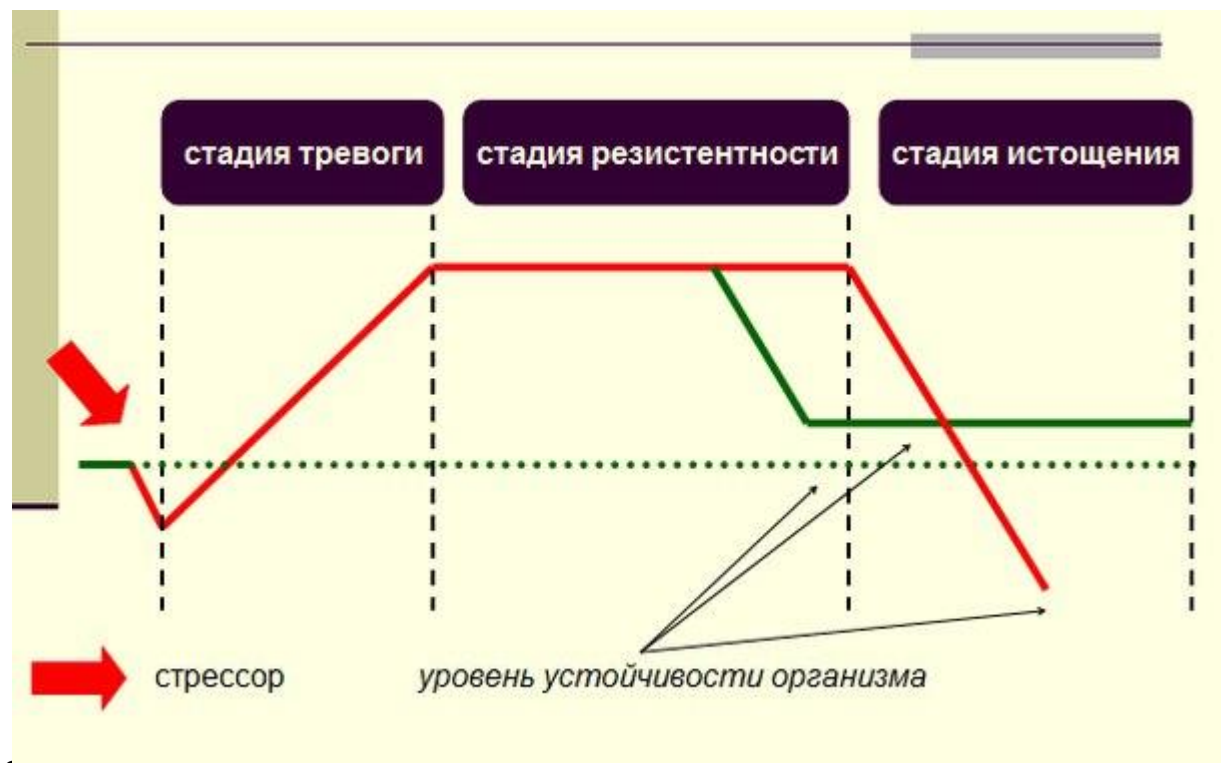 стадия тревоги
стадия резистентности
стадия истощения
стрессор
уровень устойчивости организма